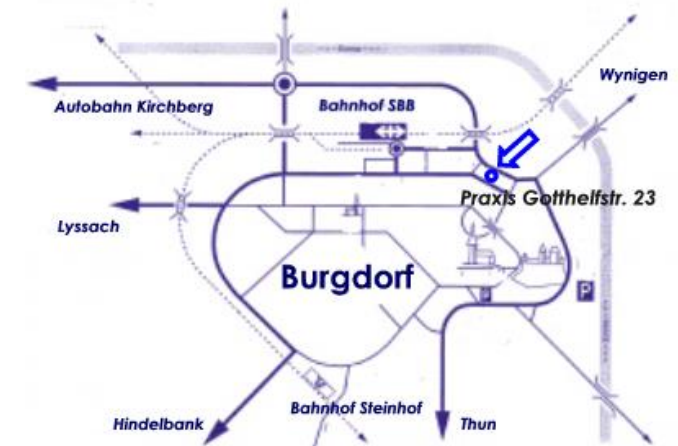 Wynigen
Autobahn Kirchberg
Bahnhof SBB
Praxis Gotthelfstr. 23
Lyssach
Burgdorf
P
Bahnhof Steinhof
Hindelbank
Thun